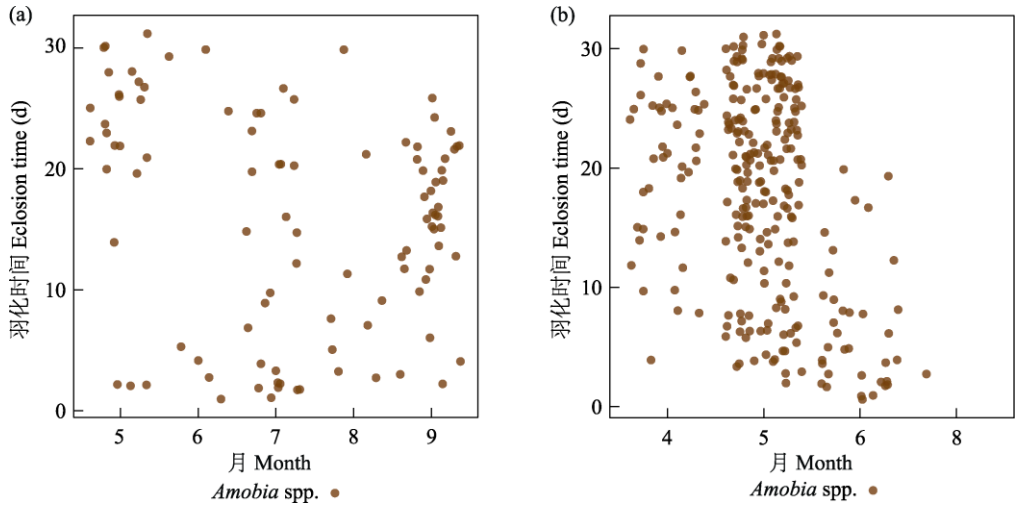 (a)
30
20
10
0
羽化时间 Eclosion time (d)
5 6 7 8 9
月 Month
Amobia spp.
(b)
30
20
10
0
羽化时间 Eclosion time (d)
4 5 6 8
月 Month
Amobia spp.